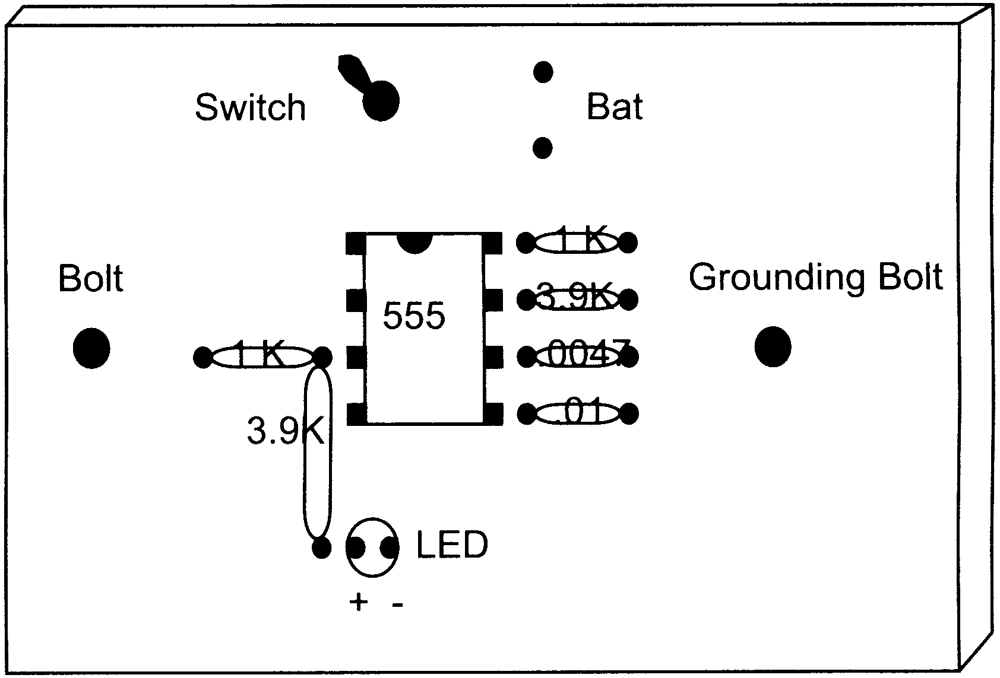 Switch
Bat
1 K
Bolt
Grounding Bolt
3.9K
555
1 K
.0047
.01
3.9K
LED
+ -